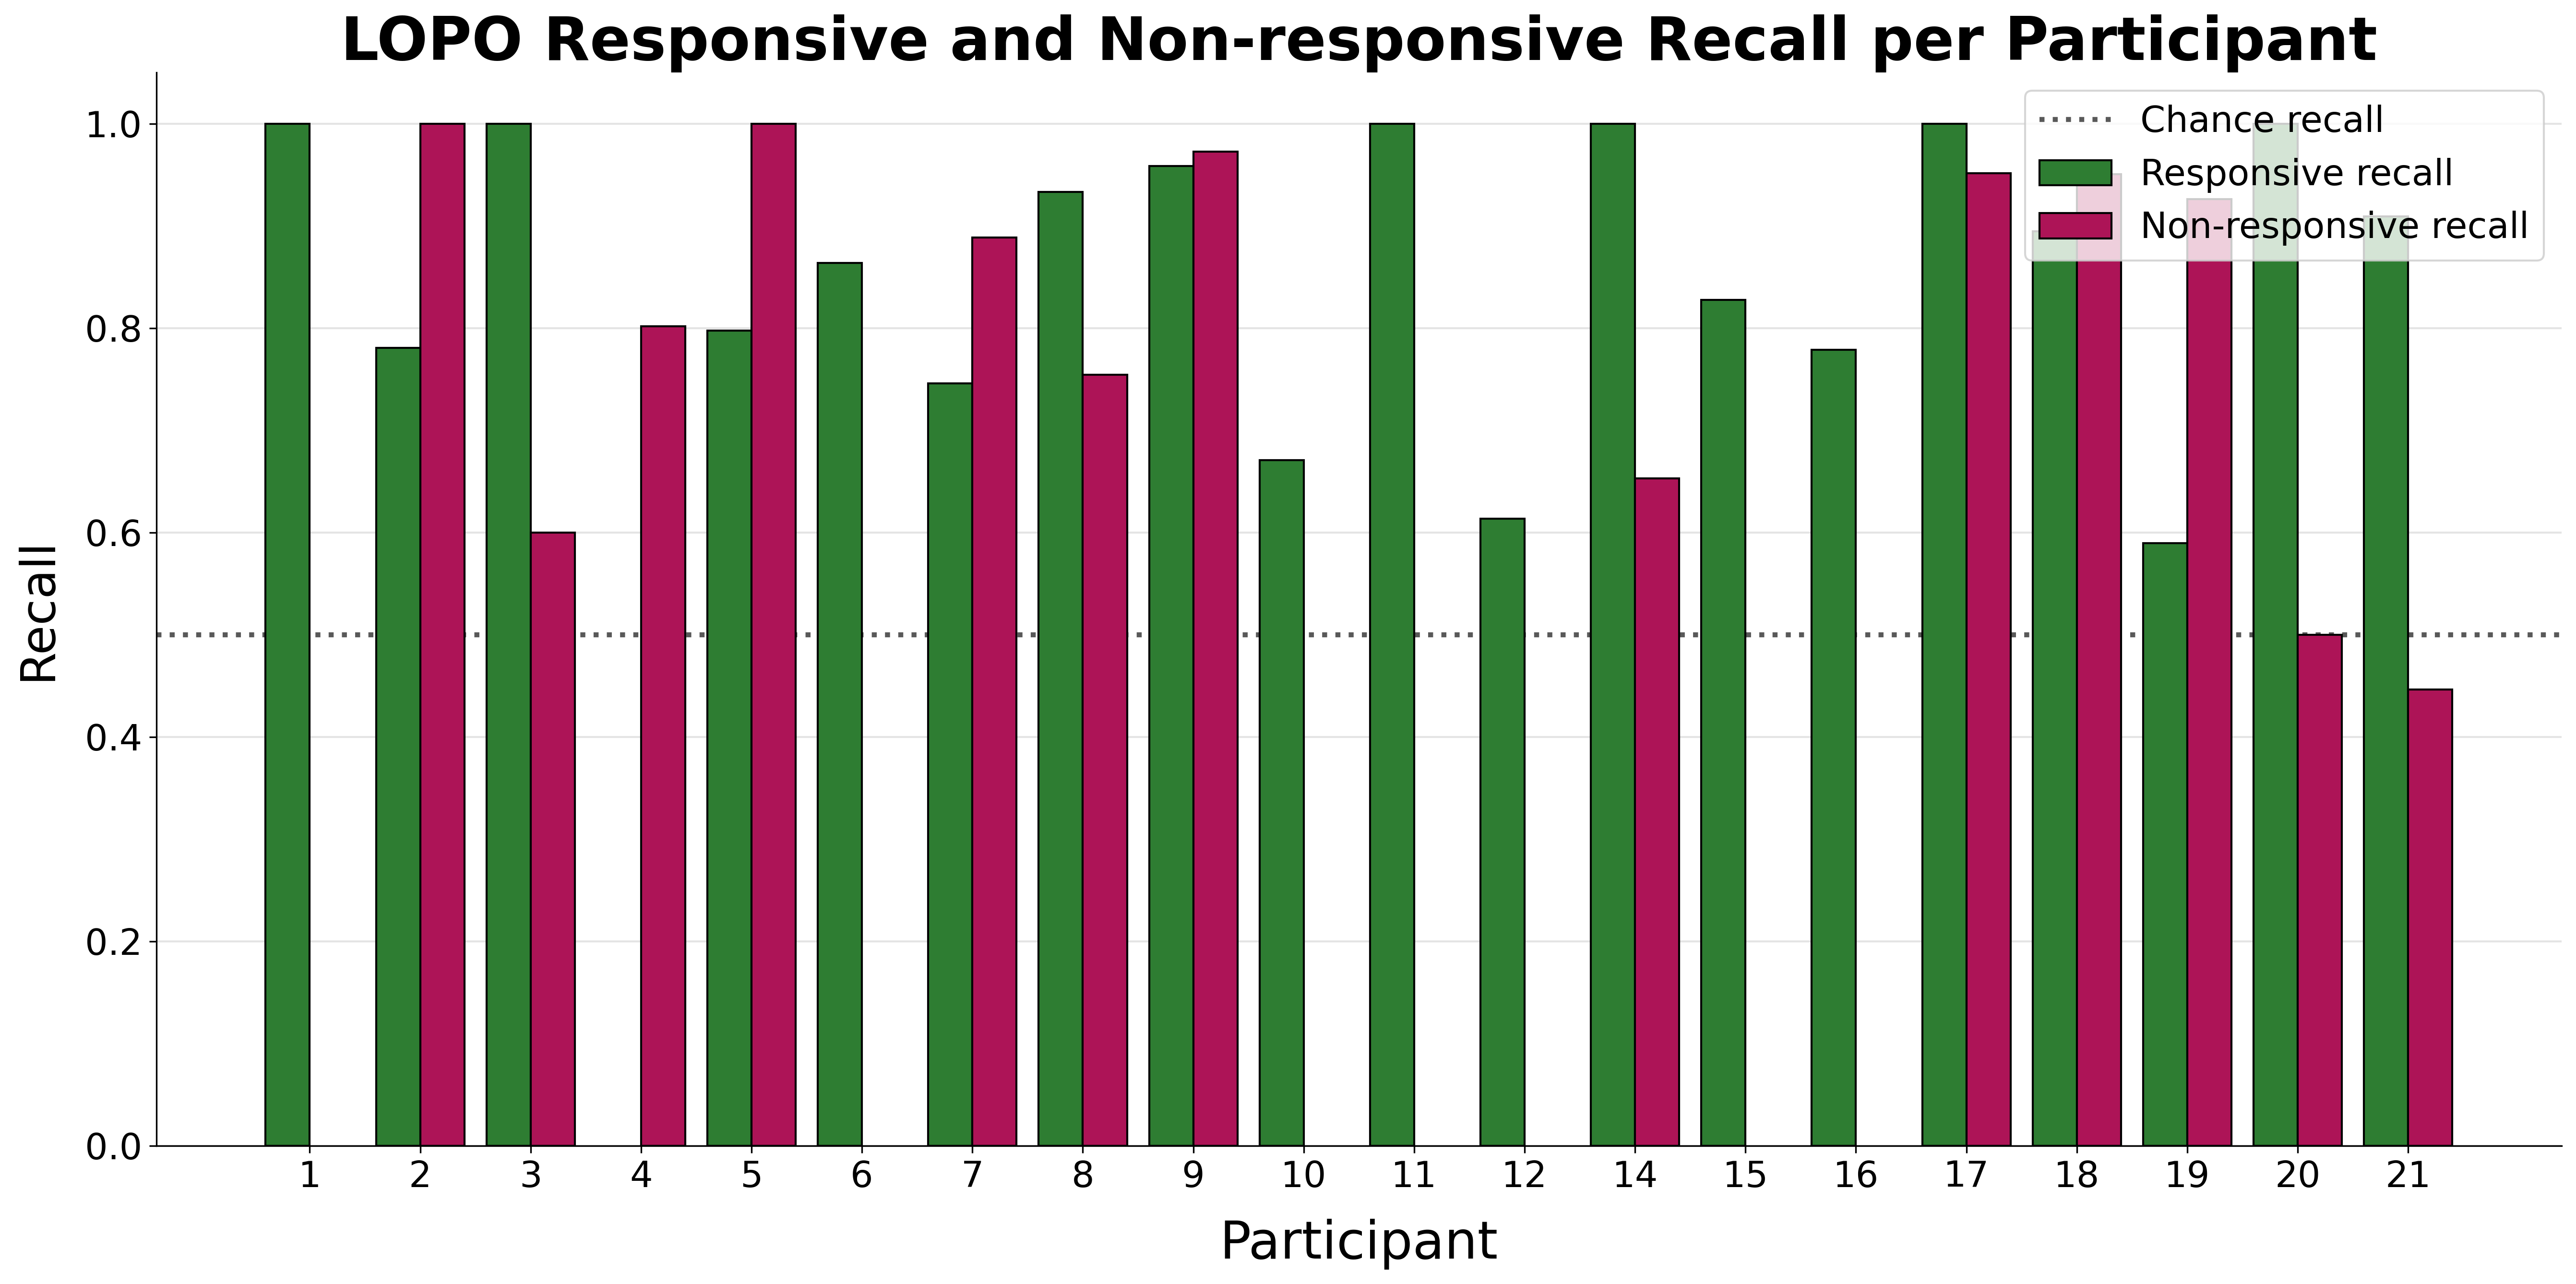 LOPO Responsive and Non-responsive Recall per Participant
Chance recall
Responsive recall
Non-responsive recall
1.0
0.8
0.6
0.4
0.2
0.0
Recall
1 2 3 4 5 6 7 8 9 10 11 12 14 15 16 17 18 19 20 21
Participant